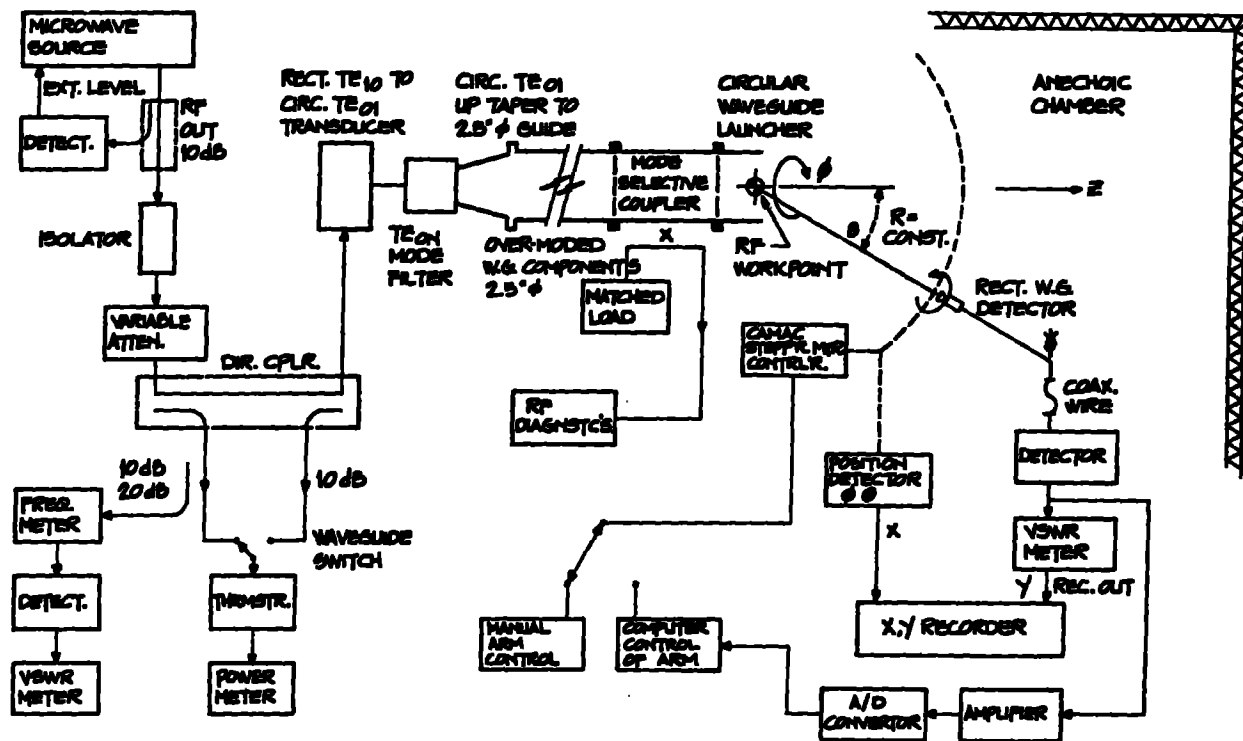 MICROWAVE
SOURCE
EXT. LEVEL
DETECT.
RF
OUT
10dB
ISOLATOR
VARIABLE
ATTEN.
DIR. CPLR.
10dB
20dB
10dB
FREQ.
METER
WAVEGUIDE
SWITCH
DETECT.
THRMSTR.
VSWR
METER
POWER
METER
RECT. TE10 TO
CIRC. TE01
TRANSDUCER
CIRC. TE01
UP TAPER TO
2.5" φ GUIDE
TE0N
MODE
FILTER
OVER-MODED
W.G. COMPONENTS
2.5" φ
MODE
SELECTIVE
COUPLER
X
MATCHED
LOAD
RF
DIAGNSTC'S.
CIRCULAR
WAVEGUIDE
LAUNCHER
φ
θ
R=
CONST.
Z
RF
WORKPOINT
ANECHOIC
CHAMBER
RECT. W.G.
DETECTOR
CAMAC
STEPP'R. MTR
CONTRL'R.
COAX.
WIRE
POSITION
DETECTOR
φ θ
DETECTOR
X
VSWR
METER
Y
REC. OUT
X,Y RECORDER
MANUAL
ARM
CONTROL
COMPUTER
CONTROL
OF ARM
A/D
CONVERTOR
AMPLIFIER